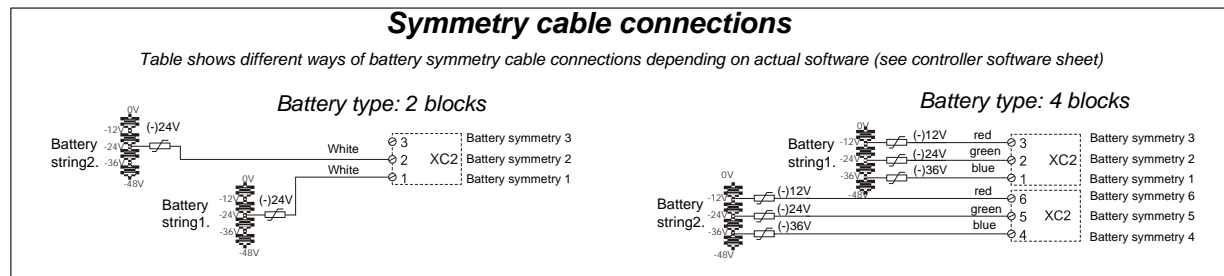 Symmetry cable connections
Table shows different ways of battery symmetry cable connections depending on actual software (see controller software sheet)
Battery type: 2 blocks
0V
-12V
-24V
-36V
-48V
(-)24V
Battery
string2.
White
3
2
1
XC2
Battery symmetry 3
Battery symmetry 2
Battery symmetry 1
White
0V
-12V
-24V
-36V
-48V
(-)24V
Battery
string1.
Battery type: 4 blocks
0V
-12V
-24V
-36V
-48V
Battery
string1.
(-)12V
(-)24V
(-)36V
red
green
blue
3
2
1
XC2
Battery symmetry 3
Battery symmetry 2
Battery symmetry 1
0V
-12V
-24V
-36V
-48V
Battery
string2.
(-)12V
(-)24V
(-)36V
red
green
blue
6
5
4
XC2
Battery symmetry 6
Battery symmetry 5
Battery symmetry 4